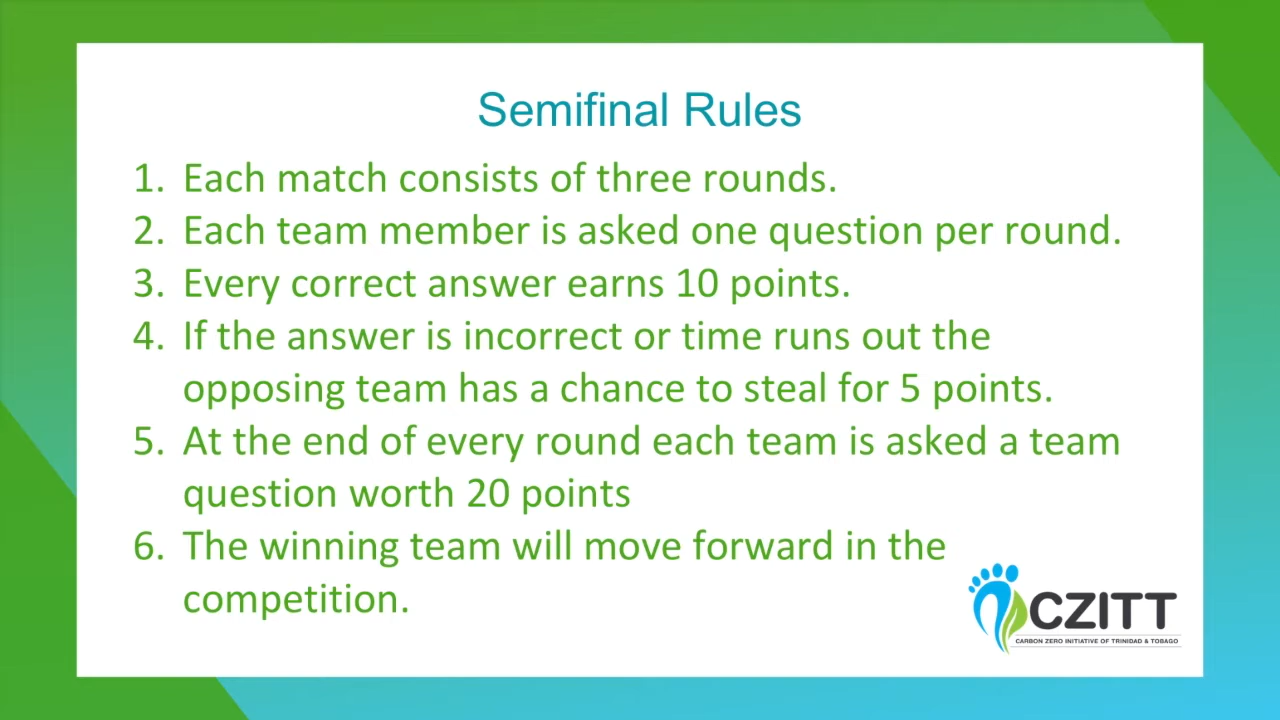 Semifinal Rules
1. Each match consists of three rounds.
2. Each team member is asked one question per round.
3. Every correct answer earns 10 points.
4. If the answer is incorrect or time runs out the
opposing team has a chance to steal for 5 points.
5. At the end of every round each team is asked a team
question worth 20 points
6. The winning team will move forward in the
competition.
CZITT
CARBON ZERO INITIATIVE OF TRINIDAD & TOBAGO